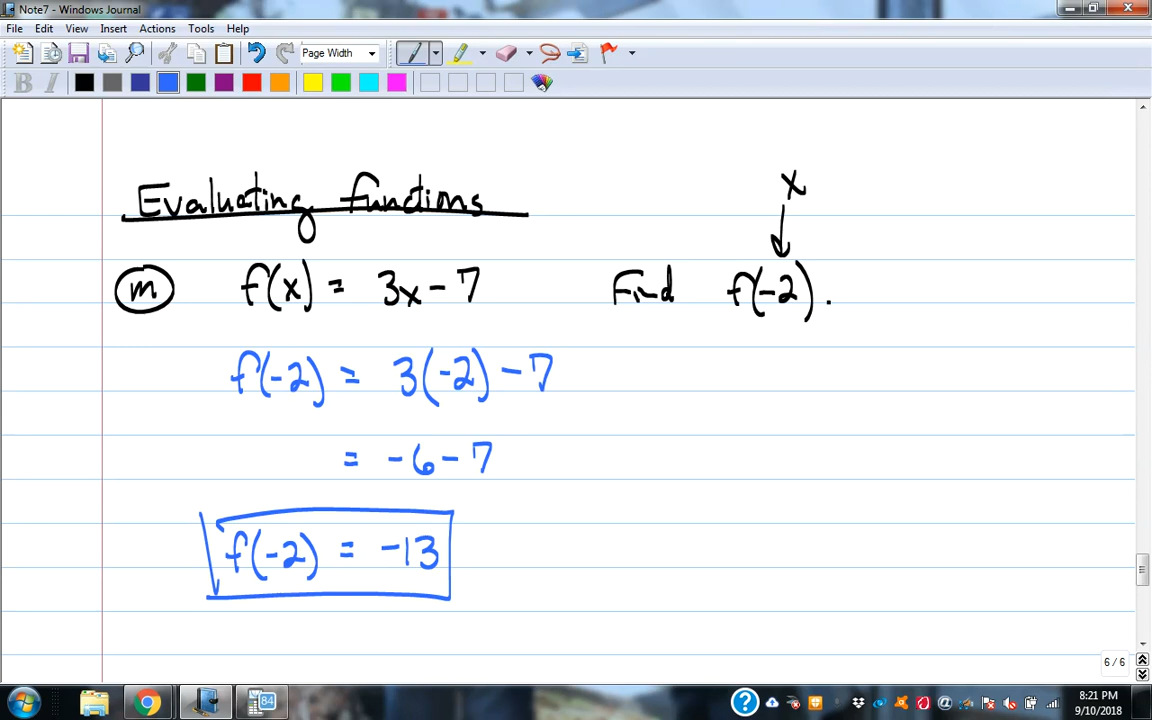 Note7 - Windows Journal
File Edit View Insert Actions Tools Help
Page Width
B I
Evaluating functions
x
m f(x) = 3x - 7 Find f(-2).
f(-2) = 3(-2) - 7
= -6 - 7
f(-2) = -13
6 / 6
84
8:21 PM
9/10/2018